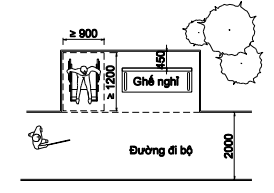 ≥ 900
450
≥ 1200
Ghế nghỉ
2000
Đường đi bộ